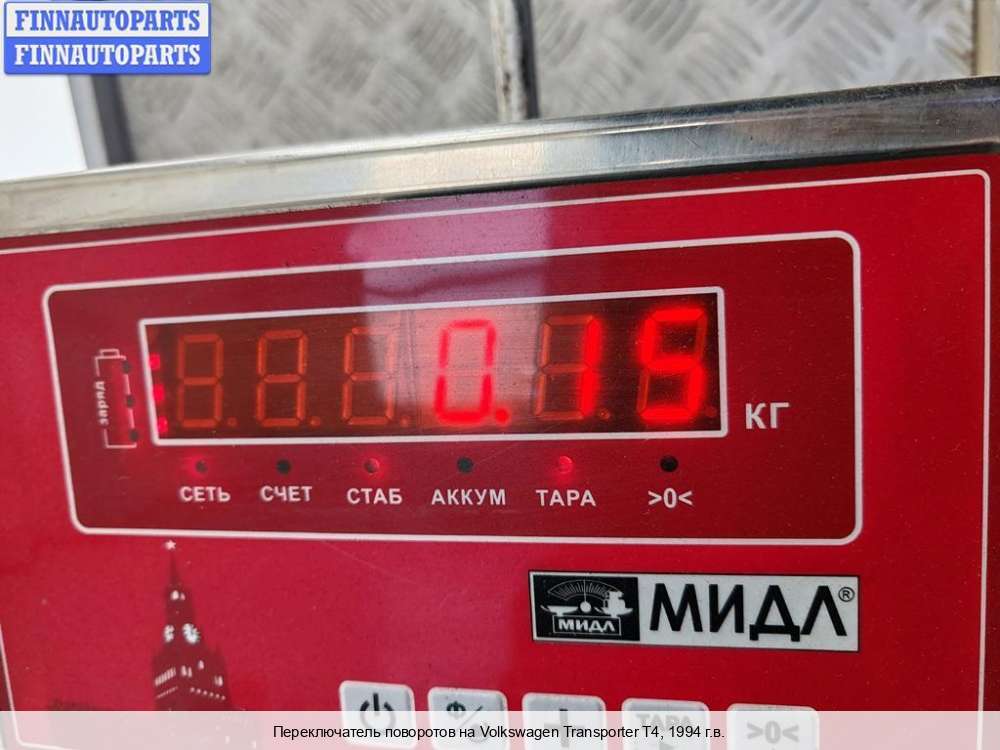 FINNAUTOPARTS
FINNAUTOPARTS
0.15
КГ
заряд
СЕТЬ СЧЕТ СТАБ АККУМ ТАРА >0<
МИДЛ МИДЛ®
ТАРА >0<
Переключатель поворотов на Volkswagen Transporter T4, 1994 г.в.